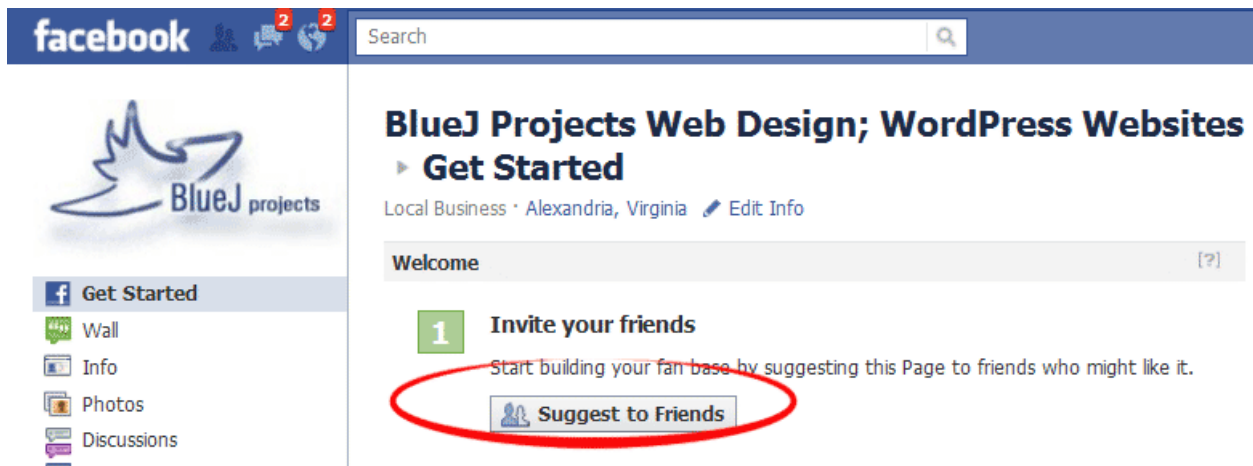 facebook
2
2
Search
BlueJ projects
Get Started
Wall
Info
Photos
Discussions
BlueJ Projects Web Design; WordPress Websites
Get Started
Local Business · Alexandria, Virginia Edit Info
Welcome [?]
1
Invite your friends
Start building your fan base by suggesting this Page to friends who might like it.
Suggest to Friends